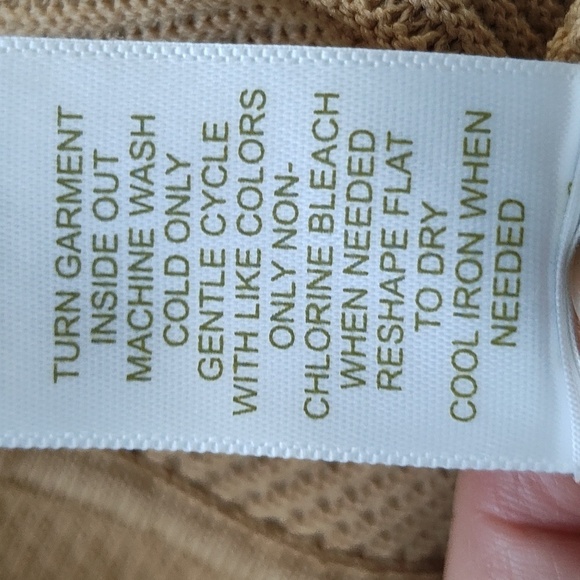 TURN GARMENT
INSIDE OUT
MACHINE WASH
COLD ONLY
GENTLE CYCLE
WITH LIKE COLORS
ONLY NON-
CHLORINE BLEACH
WHEN NEEDED
RESHAPE FLAT
TO DRY
COOL IRON WHEN
NEEDED